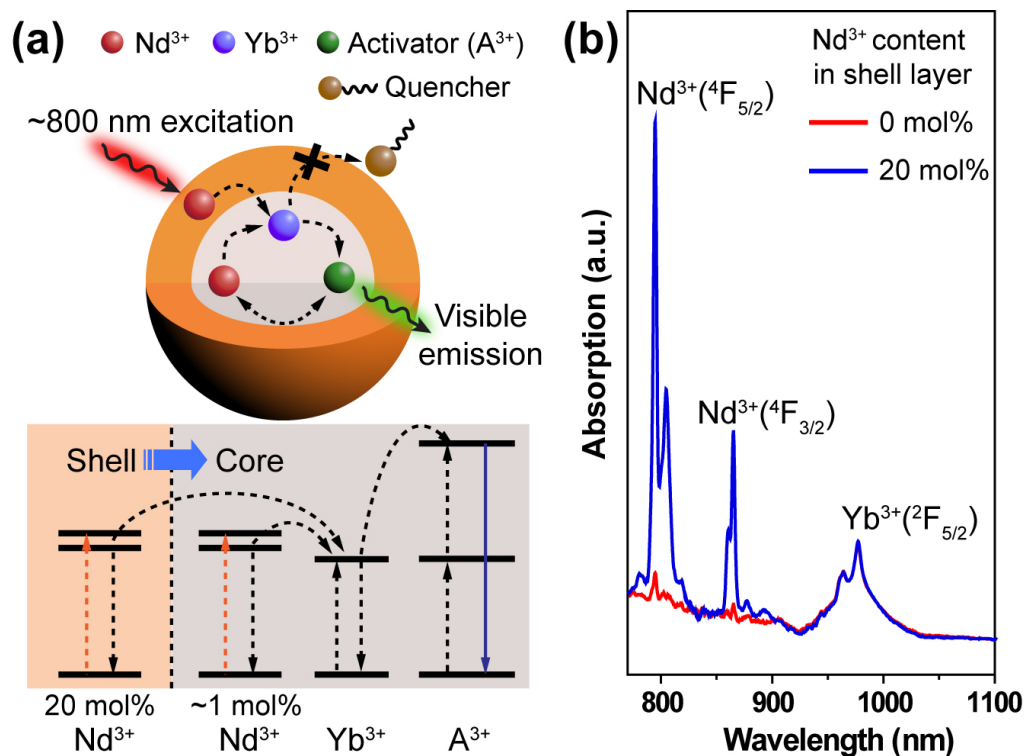 (a)
Nd³⁺ Yb³⁺ Activator (A³⁺)
Quencher
~800 nm excitation
Visible
emission
Shell Core
20 mol% ~1 mol%
Nd³⁺ Nd³⁺ Yb³⁺ A³⁺
(b)
Nd³⁺ content
in shell layer
0 mol%
20 mol%
Nd³⁺(⁴F₅/₂)
Nd³⁺(⁴F₃/₂)
Yb³⁺(²F₅/₂)
Absorption (a.u.)
800 900 1000 1100
Wavelength (nm)